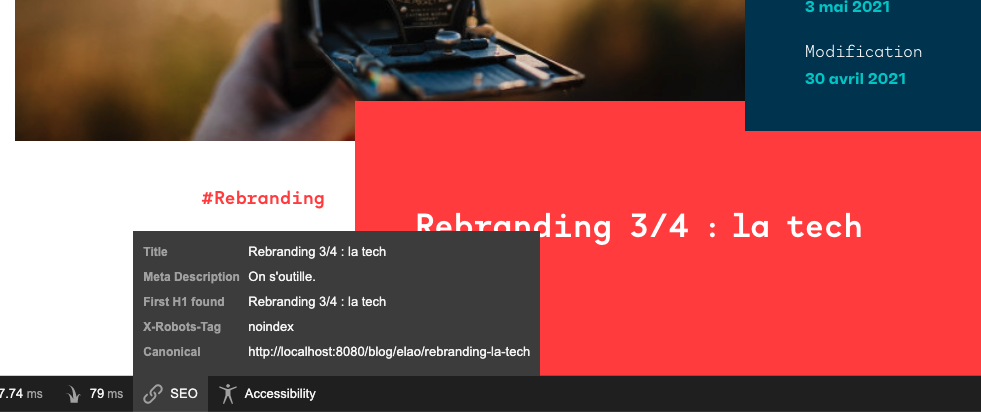 3 mai 2021
Modification
30 avril 2021
#Rebranding
Rebranding 3/4 : la tech
Title Rebranding 3/4 : la tech
Meta Description On s'outille.
First H1 found Rebranding 3/4 : la tech
X-Robots-Tag noindex
Canonical http://localhost:8080/blog/elao/rebranding-la-tech
7.74 ms 79 ms SEO Accessibility